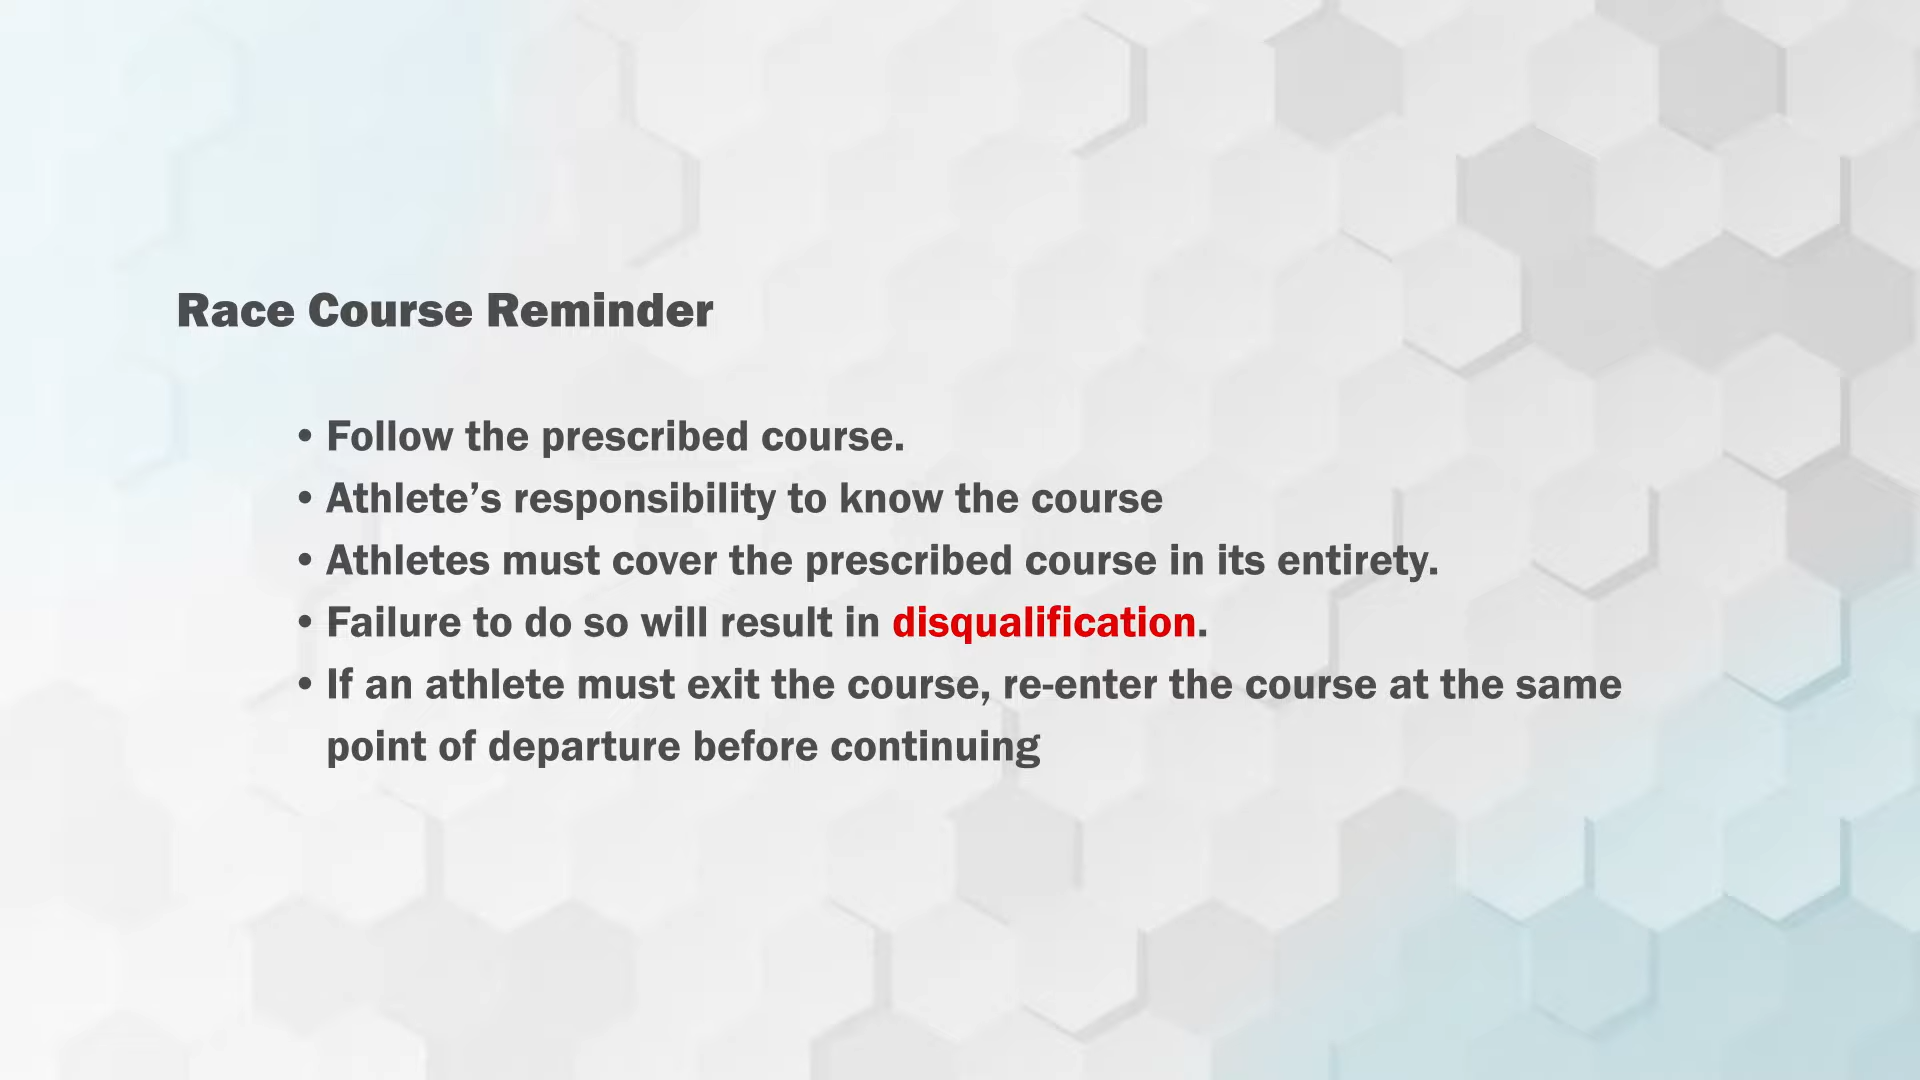 Race Course Reminder
• Follow the prescribed course.
• Athlete’s responsibility to know the course
• Athletes must cover the prescribed course in its entirety.
• Failure to do so will result in disqualification.
• If an athlete must exit the course, re-enter the course at the same
point of departure before continuing